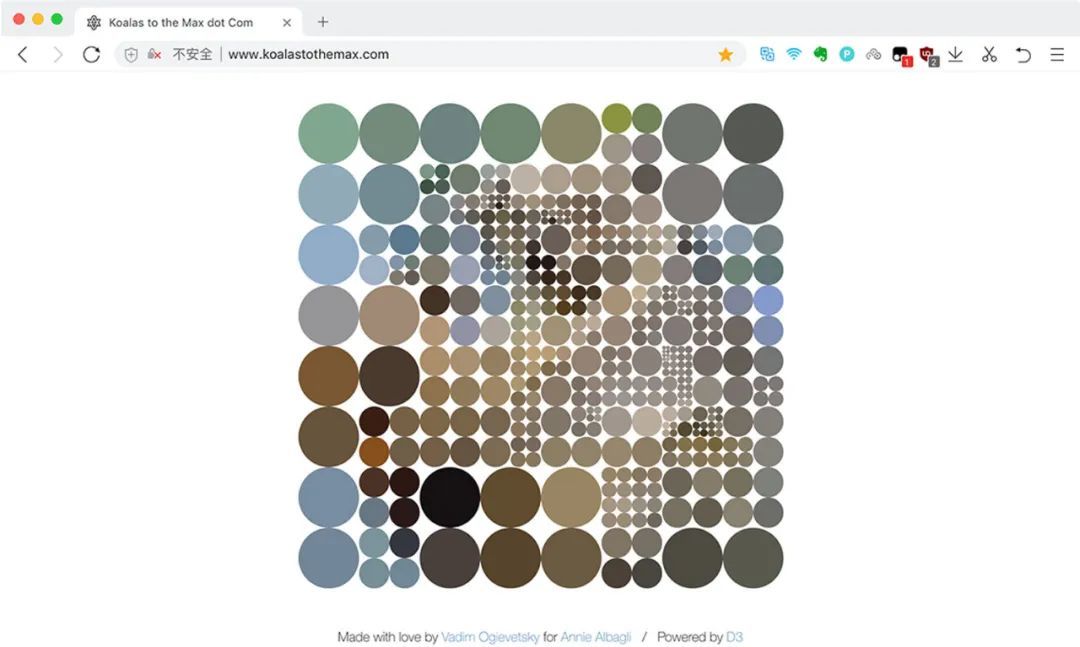 Koalas to the Max dot Com
不安全 | www.koalastothemax.com
1
2
Made with love by Vadim Ogievetsky for Annie Albagli / Powered by D3